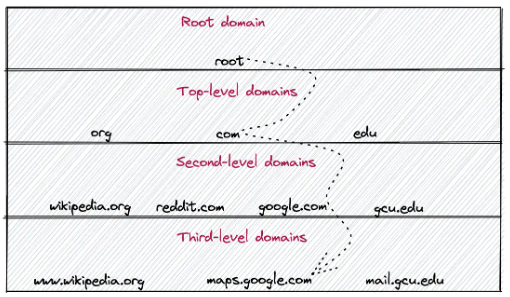 Root domain
root
Top-level domains
org com edu
Second-level domains
wikipedia.org reddit.com google.com gcu.edu
Third-level domains
www.wikipedia.org maps.google.com mail.gcu.edu